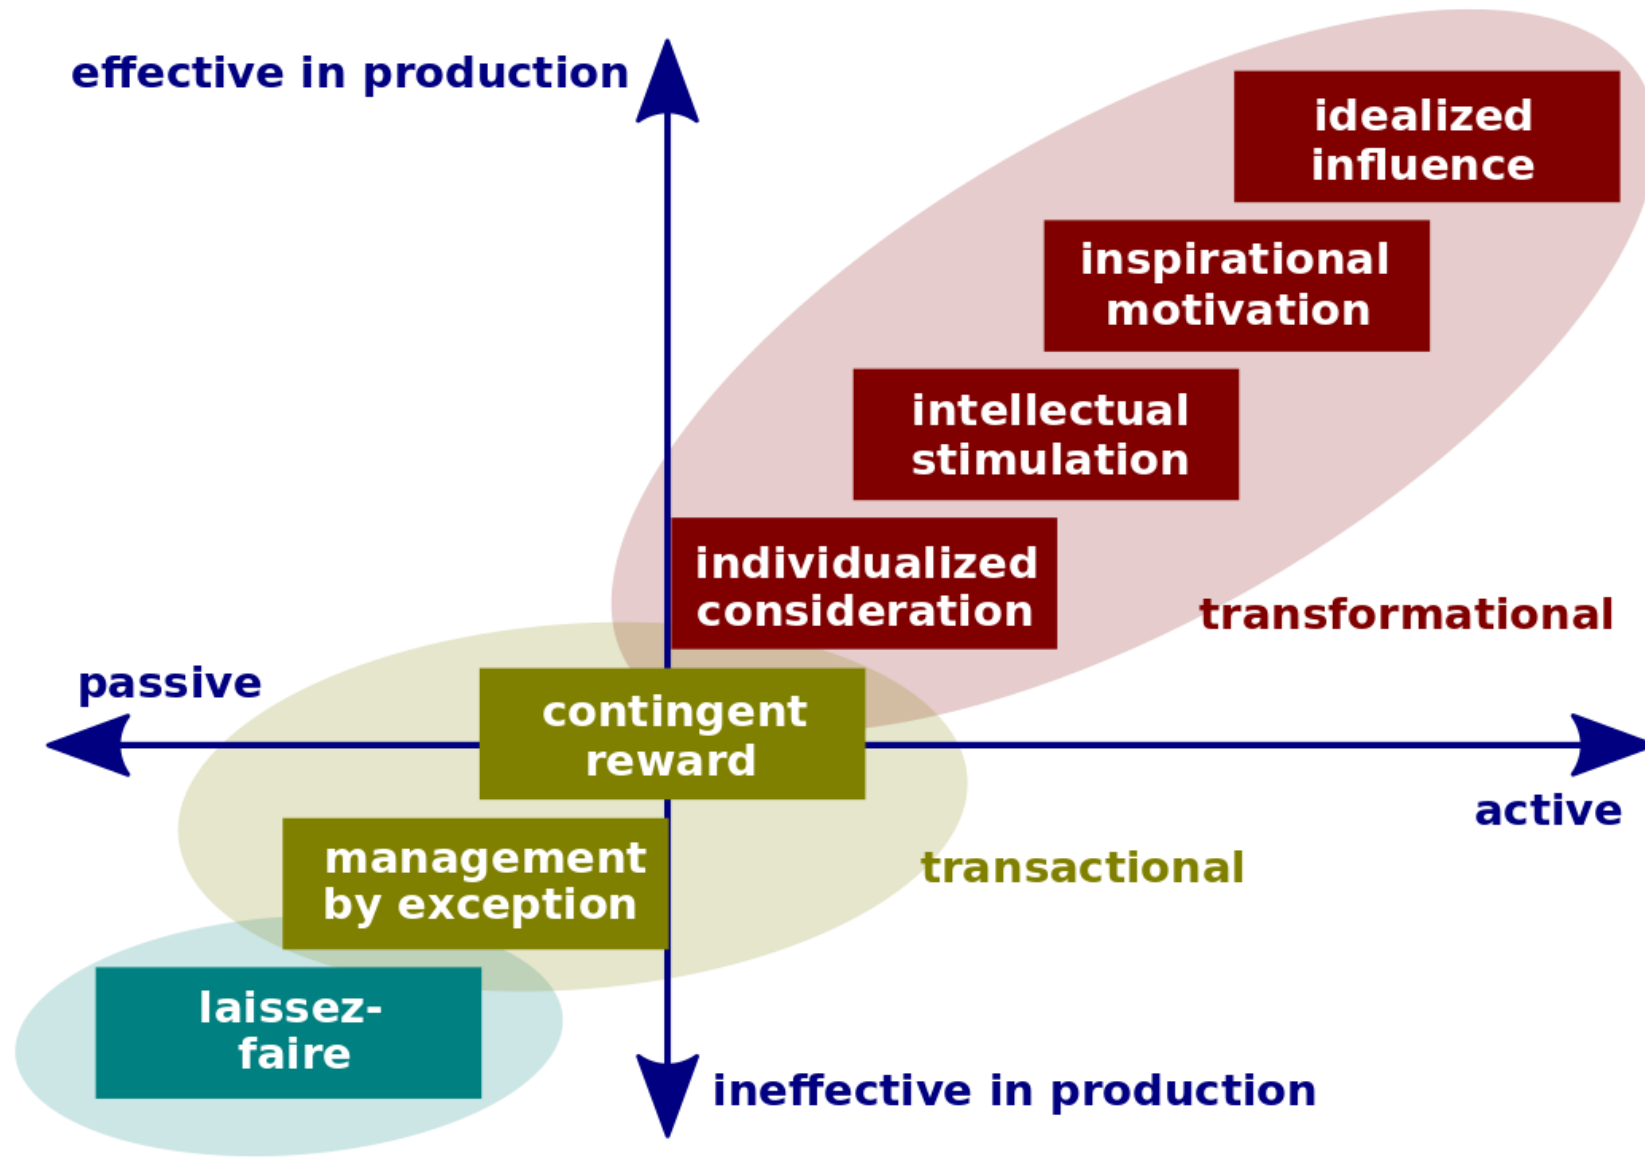 effective in production
idealized
influence
inspirational
motivation
intellectual
stimulation
individualized
consideration
transformational
passive
contingent
reward
active
management
by exception
transactional
laissez-
faire
ineffective in production